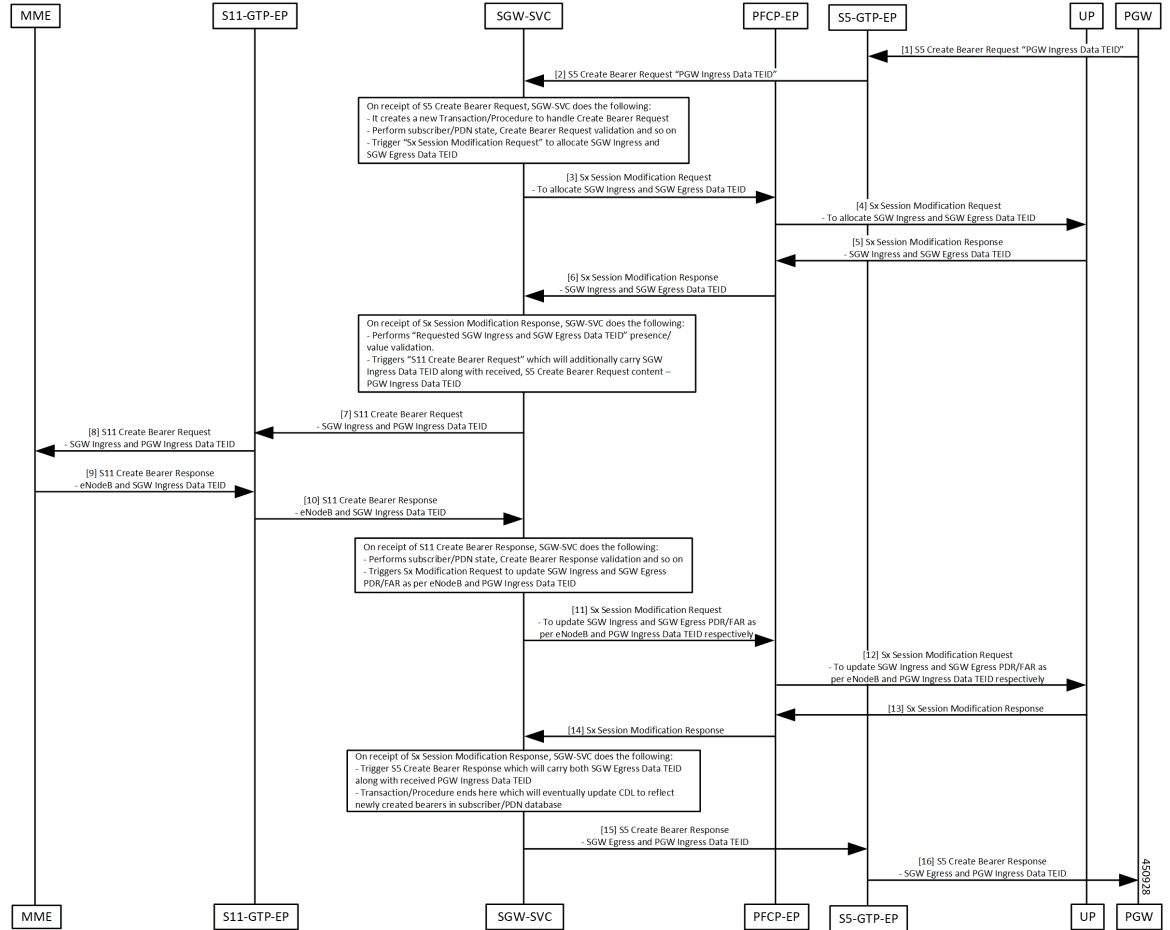 MME
S11-GTP-EP
SGW-SVC
PFCP-EP
S5-GTP-EP
UP
PGW
[1] S5 Create Bearer Request “PGW Ingress Data TEID”
[2] S5 Create Bearer Request “PGW Ingress Data TEID”
On receipt of S5 Create Bearer Request, SGW-SVC does the following:
- It creates a new Transaction/Procedure to handle Create Bearer Request
- Perform subscriber/PDN state, Create Bearer Request validation and so on
- Trigger “Sx Session Modification Request” to allocate SGW Ingress and
SGW Egress Data TEID
[3] Sx Session Modification Request
- To allocate SGW Ingress and SGW Egress Data TEID
[4] Sx Session Modification Request
- To allocate SGW Ingress and SGW Egress Data TEID
[5] Sx Session Modification Response
- SGW Ingress and SGW Egress Data TEID
[6] Sx Session Modification Response
- SGW Ingress and SGW Egress Data TEID
On receipt of Sx Session Modification Response, SGW-SVC does the following:
- Performs “Requested SGW Ingress and SGW Egress Data TEID” presence/
value validation.
- Triggers “S11 Create Bearer Request” which will additionally carry SGW
Ingress Data TEID along with received, S5 Create Bearer Request content –
PGW Ingress Data TEID
[7] S11 Create Bearer Request
- SGW Ingress and PGW Ingress Data TEID
[8] S11 Create Bearer Request
- SGW Ingress and PGW Ingress Data TEID
[9] S11 Create Bearer Response
- eNodeB and SGW Ingress Data TEID
[10] S11 Create Bearer Response
- eNodeB and SGW Ingress Data TEID
On receipt of S11 Create Bearer Response, SGW-SVC does the following:
- Performs subscriber/PDN state, Create Bearer Response validation and so on
- Triggers Sx Modification Request to update SGW Ingress and SGW Egress
PDR/FAR as per eNodeB and PGW Ingress Data TEID
[11] Sx Session Modification Request
- To update SGW Ingress and SGW Egress PDR/FAR as
per eNodeB and PGW Ingress Data TEID respectively
[12] Sx Session Modification Request
- To update SGW Ingress and SGW Egress PDR/FAR as
per eNodeB and PGW Ingress Data TEID respectively
[13] Sx Session Modification Response
[14] Sx Session Modification Response
On receipt of Sx Session Modification Response, SGW-SVC does the following:
- Trigger S5 Create Bearer Response which will carry both SGW Egress Data TEID
along with received PGW Ingress Data TEID
- Transaction/Procedure ends here which will eventually update CDL to reflect
newly created bearers in subscriber/PDN database
[15] S5 Create Bearer Response
- SGW Egress and PGW Ingress Data TEID
[16] S5 Create Bearer Response
- SGW Egress and PGW Ingress Data TEID
450928
MME
S11-GTP-EP
SGW-SVC
PFCP-EP
S5-GTP-EP
UP
PGW